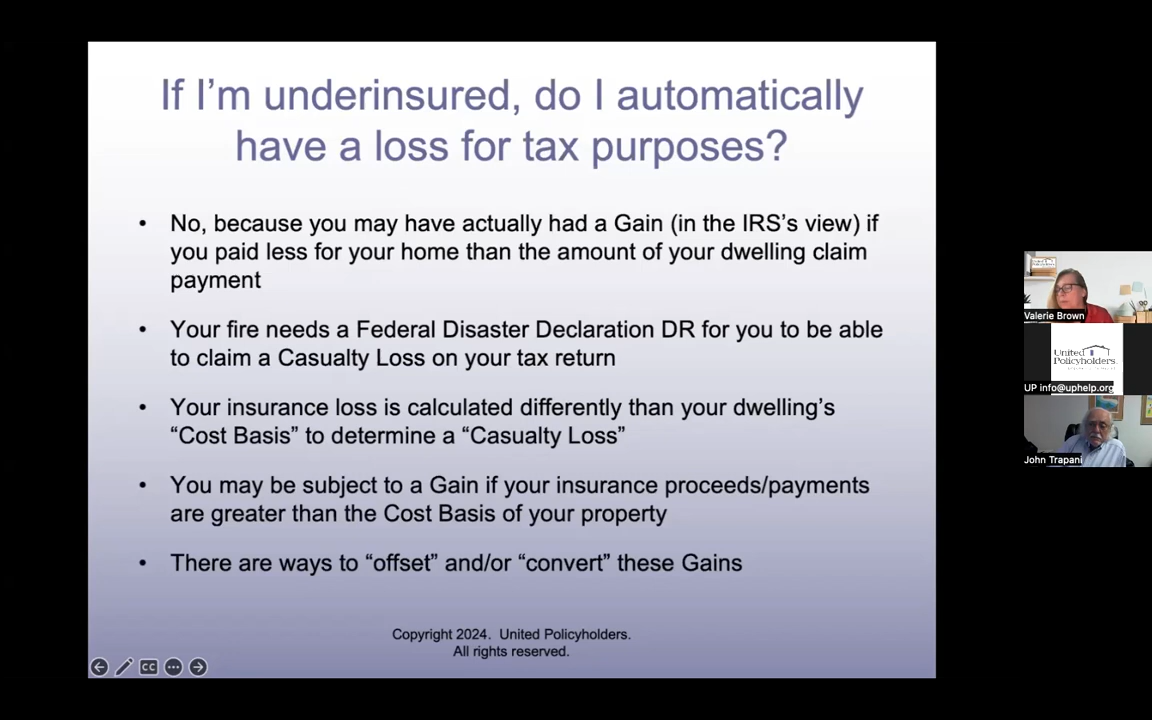 If I'm underinsured, do I automatically
have a loss for tax purposes?
• No, because you may have actually had a Gain (in the IRS's view) if
you paid less for your home than the amount of your dwelling claim
payment
• Your fire needs a Federal Disaster Declaration DR for you to be able
to claim a Casualty Loss on your tax return
• Your insurance loss is calculated differently than your dwelling's
“Cost Basis” to determine a “Casualty Loss”
• You may be subject to a Gain if your insurance proceeds/payments
are greater than the Cost Basis of your property
• There are ways to “offset” and/or “convert” these Gains
Copyright 2024. United Policyholders.
All rights reserved.
CC
Valerie Brown
United
Policyholders
UP info@uphelp.org
John Trapani